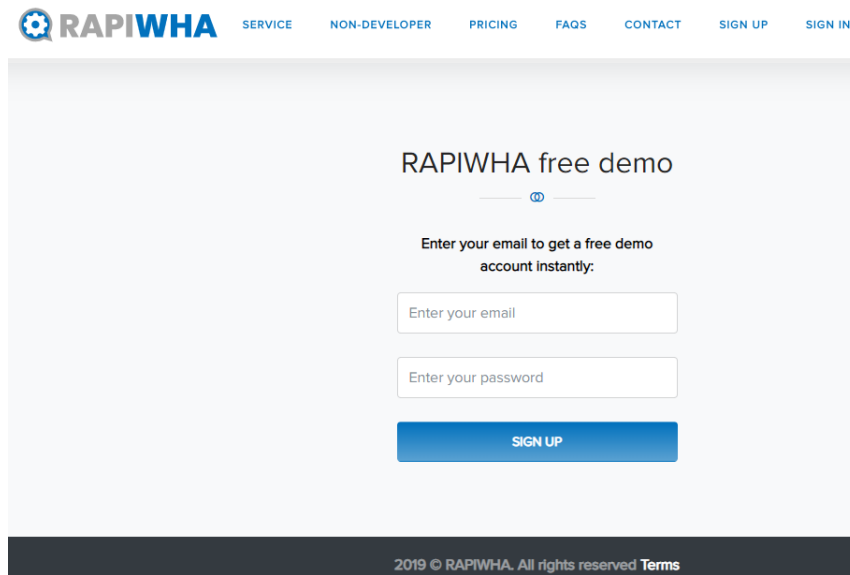 RAPIWHA SERVICE NON-DEVELOPER PRICING FAQS CONTACT SIGN UP SIGN IN
RAPIWHA free demo
Enter your email to get a free demo
account instantly:
Enter your email
Enter your password
SIGN UP
2019 © RAPIWHA. All rights reserved Terms